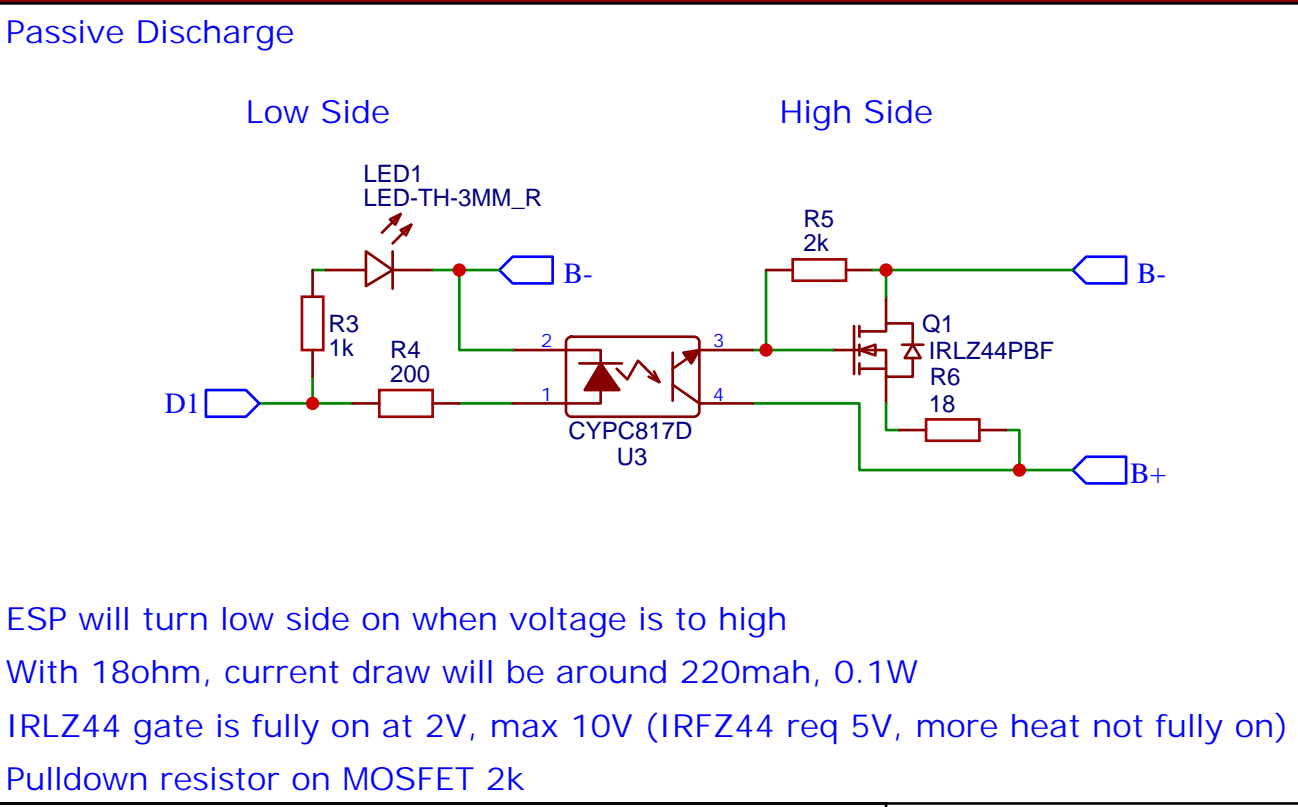 Passive Discharge
Low Side
High Side
LED1
LED-TH-3MM_R
R5
2k
B-
B-
R3
1k
R4
200
2
3
Q1
IRLZ44PBF
R6
18
D1
1
4
CYPC817D
U3
B+
ESP will turn low side on when voltage is to high
With 18ohm, current draw will be around 220mah, 0.1W
IRLZ44 gate is fully on at 2V, max 10V (IRFZ44 req 5V, more heat not fully on)
Pulldown resistor on MOSFET 2k